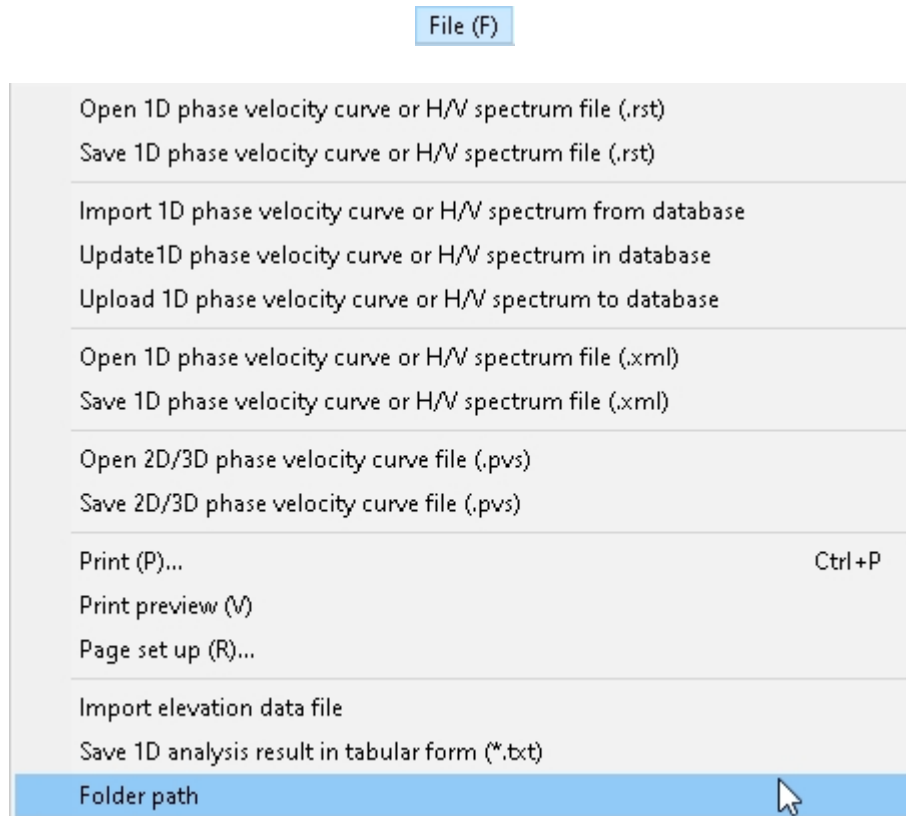 File (F)
Open 1D phase velocity curve or H/V spectrum file (.rst)
Save 1D phase velocity curve or H/V spectrum file (.rst)
Import 1D phase velocity curve or H/V spectrum from database
Update1D phase velocity curve or H/V spectrum in database
Upload 1D phase velocity curve or H/V spectrum to database
Open 1D phase velocity curve or H/V spectrum file (.xml)
Save 1D phase velocity curve or H/V spectrum file (.xml)
Open 2D/3D phase velocity curve file (.pvs)
Save 2D/3D phase velocity curve file (.pvs)
Print (P)... Ctrl+P
Print preview (V)
Page set up (R)...
Import elevation data file
Save 1D analysis result in tabular form (*.txt)
Folder path